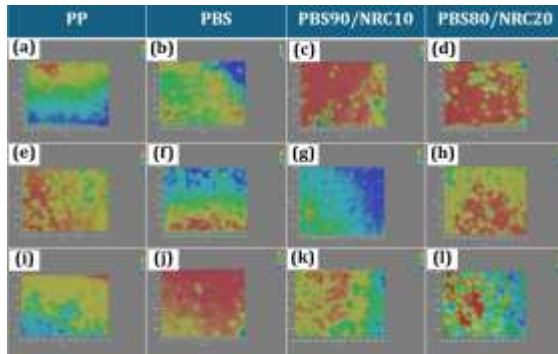 PP PBS PBS90/NRC10 PBS80/NRC20
(a) (b) (c) (d)
(e) (f) (g) (h)
(i) (j) (k) (l)